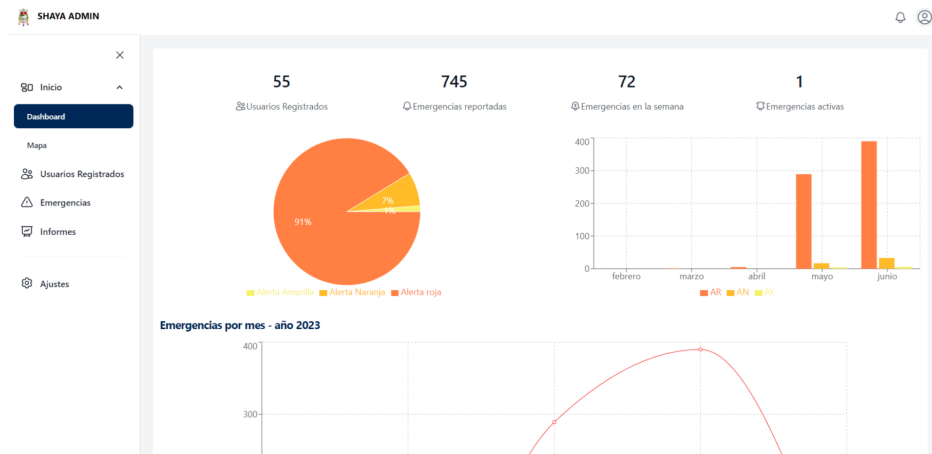 SHAYA ADMIN
Inicio
Dashboard
Mapa
Usuarios Registrados
Emergencias
Informes
Ajustes
55 745 72 1
Usuarios Registrados Emergencias reportadas Emergencias en la semana Emergencias activas
91%
7%
1%
Alerta Amarilla Alerta Naranja Alerta roja
400
300
200
100
0
febrero marzo abril mayo junio
AR AN AY
Emergencias por mes - año 2023
400
300